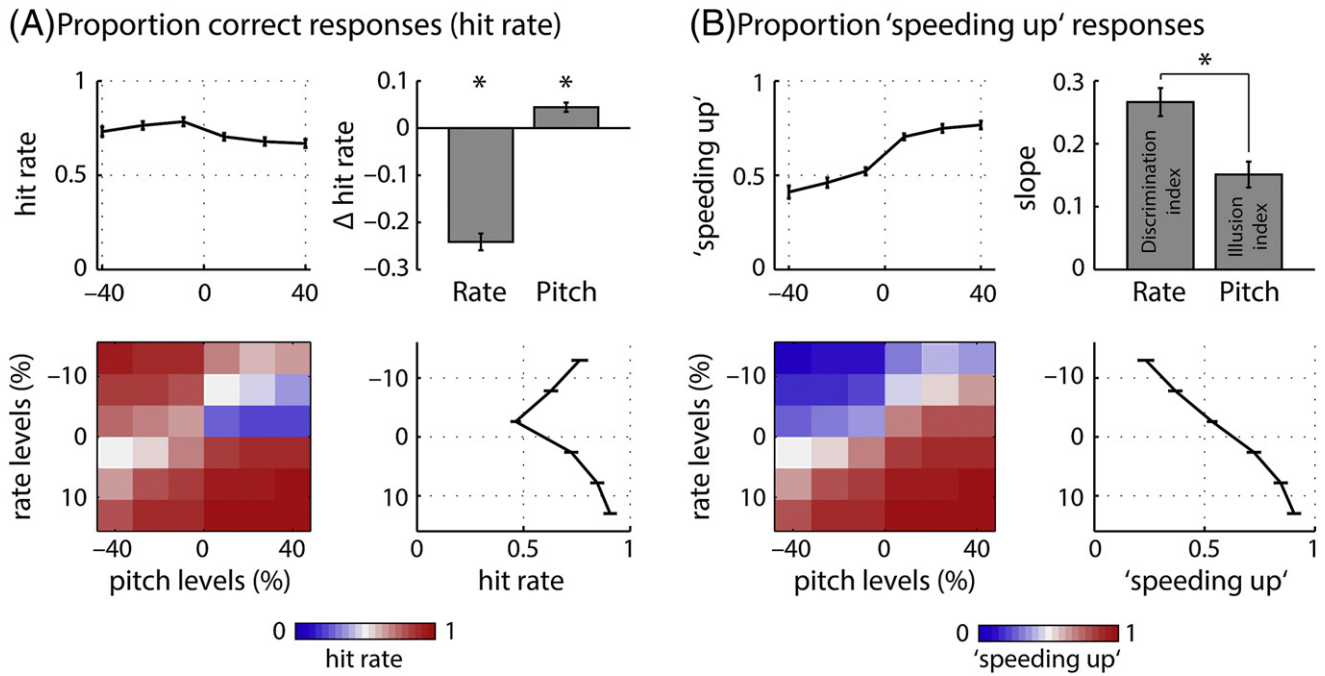 (A)Proportion correct responses (hit rate)
1
0.5
0
hit rate
−40
0
40
0.1
0
−0.1
−0.2
−0.3
Δ hit rate
*
*
Rate
Pitch
−10
0
10
rate levels (%)
−40
0
40
pitch levels (%)
−10
0
10
0
0.5
1
hit rate
0
1
hit rate
(B)Proportion ‘speeding up‘ responses
1
0.5
0
‘speeding up‘
−40
0
40
0.3
0.2
0.1
0
slope
*
Discrimination
index
Illusion
index
Rate
Pitch
−10
0
10
rate levels (%)
−40
0
40
pitch levels (%)
−10
0
10
0
0.5
1
‘speeding up‘
0
1
‘speeding up‘